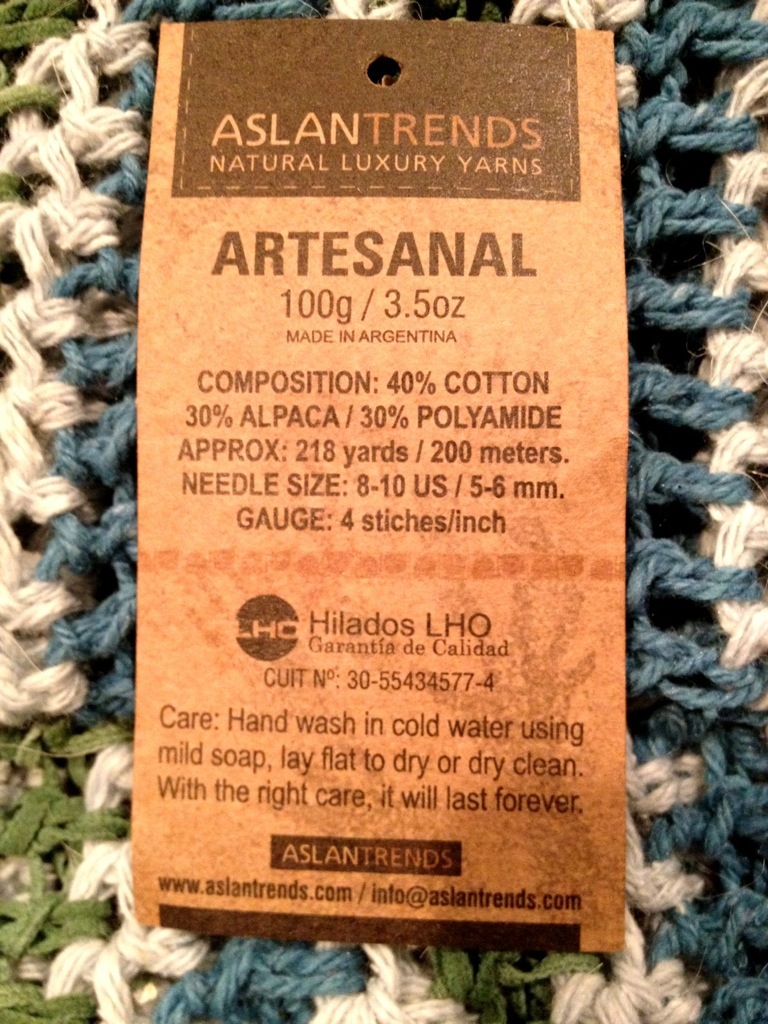 ASLANTRENDS
NATURAL LUXURY YARNS
ARTESANAL
100g / 3.5oz
MADE IN ARGENTINA
COMPOSITION: 40% COTTON
30% ALPACA / 30% POLYAMIDE
APPROX: 218 yards / 200 meters.
NEEDLE SIZE: 8-10 US / 5-6 mm.
GAUGE: 4 stiches/inch
LHO Hilados LHO
Garantía de Calidad
CUIT Nº: 30-55434577-4
Care: Hand wash in cold water using
mild soap, lay flat to dry or dry clean.
With the right care, it will last forever.
ASLANTRENDS
www.aslantrends.com / info@aslantrends.com